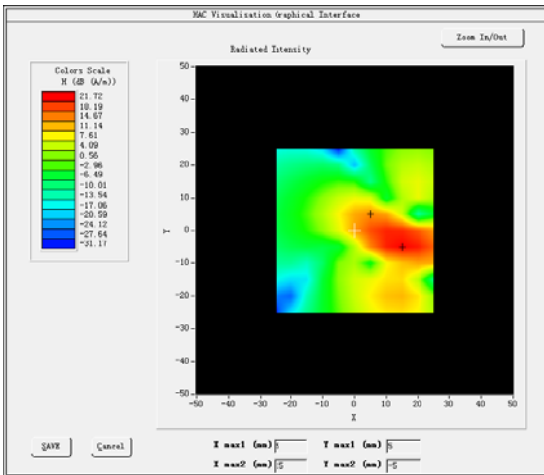 MAC Visualisation Graphical Interface
Zoom In/Out
Radiated Intensity
Colors Scale
H (dB (A/m))
21.72
18.19
14.67
11.14
7.61
4.09
0.56
-2.96
-6.49
-10.01
-13.54
-17.06
-20.59
-24.12
-27.64
-31.17
50
40
30
20
10
0
-10
-20
-30
-40
-50
Y
-50
-40
-30
-20
-10
0
10
20
30
40
50
X
SAVE
Cancel
X max1 (mm)
Y max1 (mm) 5
X max2 (mm)
Y max2 (mm) -5